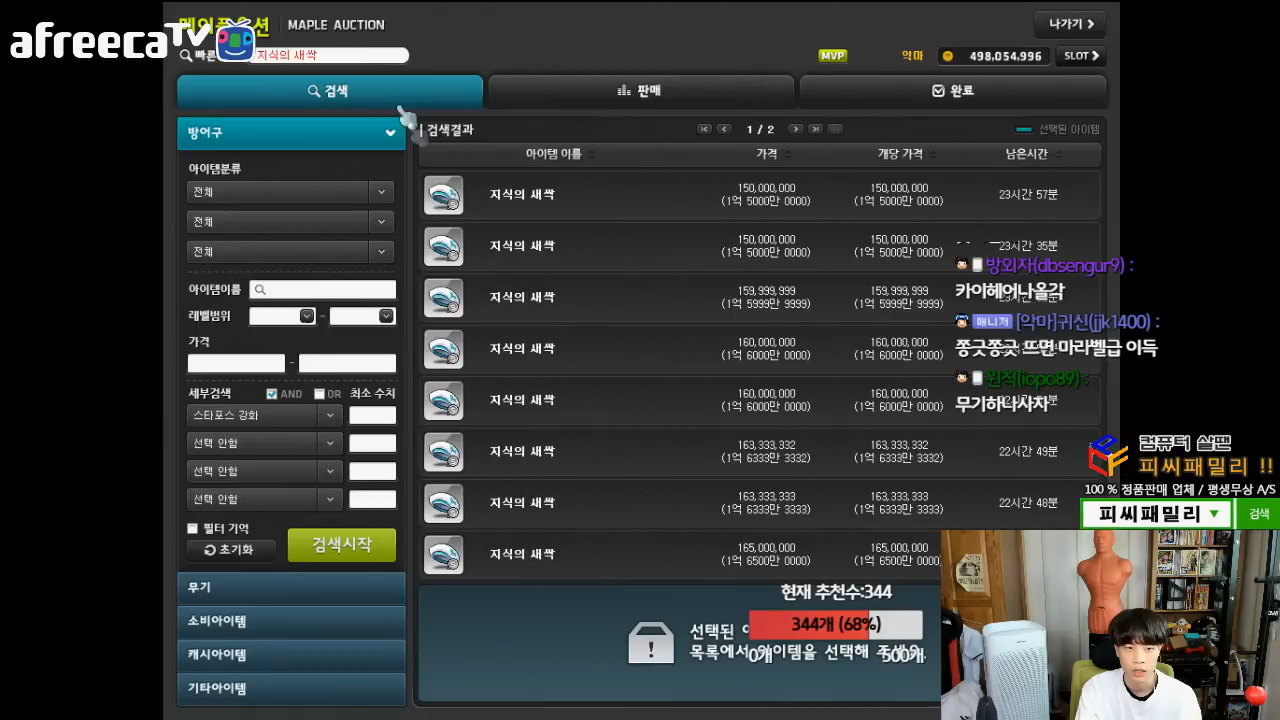 afreecaTV
메이플옥션
MAPLE AUCTION
나가기
지식의 새싹
MVP
악마
498,054,996
SLOT
검색
판매
완료
방어구
검색결과
1 / 2
선택된 아이템
아이템 이름
가격
개당 가격
남은시간
아이템분류
전체
전체
전체
아이템이름
레벨범위
-
가격
-
세부검색
AND
OR
최소 수치
스타포스 강화
선택 안함
선택 안함
선택 안함
필터 기억
초기화
검색시작
무기
소비아이템
캐시아이템
기타아이템
지식의 새싹
150,000,000
(1억 5000만 0000)
150,000,000
(1억 5000만 0000)
23시간 57분
지식의 새싹
150,000,000
(1억 5000만 0000)
150,000,000
(1억 5000만 0000)
23시간 35분
지식의 새싹
159,999,999
(1억 5999만 9999)
159,999,999
(1억 5999만 9999)
지식의 새싹
160,000,000
(1억 6000만 0000)
160,000,000
(1억 6000만 0000)
지식의 새싹
160,000,000
(1억 6000만 0000)
160,000,000
(1억 6000만 0000)
지식의 새싹
163,333,332
(1억 6333만 3332)
163,333,332
(1억 6333만 3332)
22시간 49분
지식의 새싹
163,333,333
(1억 6333만 3333)
163,333,333
(1억 6333만 3333)
22시간 48분
지식의 새싹
165,000,000
(1억 6500만 0000)
165,000,000
(1억 6500만 0000)
방외자(dbsengur9) :
카이헤어나올각
매니저 [악마]귀신(jjk1400) :
쫑긋쫑긋 뜨면 마라벨급 이득
원척(iopo89) :
무기하나사자
컴퓨터 살땐
피씨패밀리 !!
100 % 정품판매 업체 / 평생무상 A/S
피씨패밀리
검색
현재 추천수:344
344개 (68%)
0개
500개
선택된
목록에서 아이템을 선택해